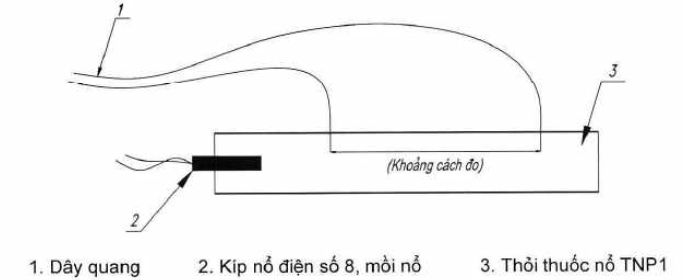 1
3
(Khoảng cách đo)
2
1. Dây quang 2. Kíp nổ điện số 8, mồi nổ 3. Thỏi thuốc nổ TNP1